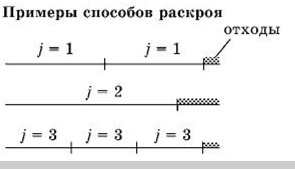 Примеры способов раскроя
отходы
j = 1 j = 1
j = 2
j = 3 j = 3 j = 3